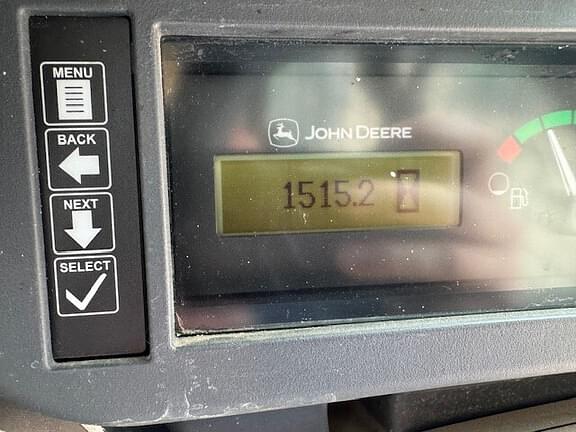 MENU
BACK
NEXT
SELECT
JOHN DEERE
1515.2